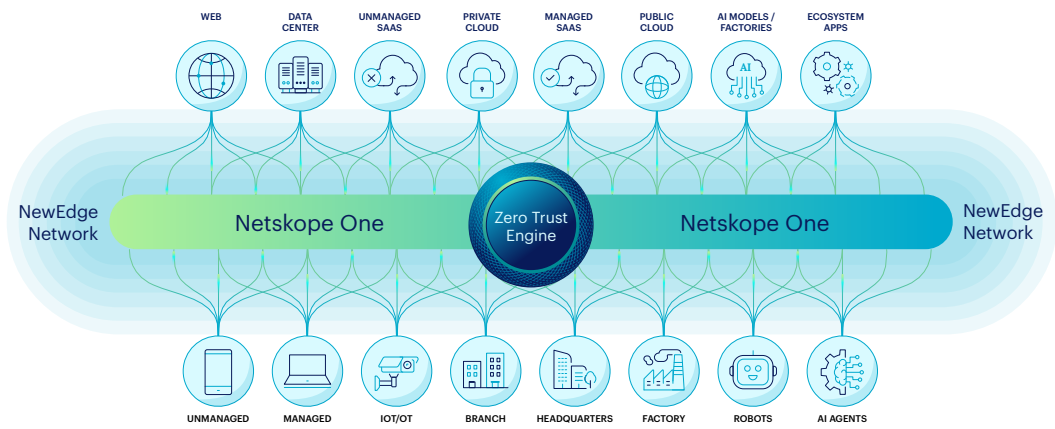 WEB
DATA
CENTER
UNMANAGED
SAAS
PRIVATE
CLOUD
MANAGED
SAAS
PUBLIC
CLOUD
AI MODELS /
FACTORIES
ECOSYSTEM
APPS
AI
NewEdge
Network
Netskope One
Zero Trust
Engine
Netskope One
NewEdge
Network
UNMANAGED
MANAGED
IOT/OT
BRANCH
HEADQUARTERS
FACTORY
ROBOTS
AI AGENTS